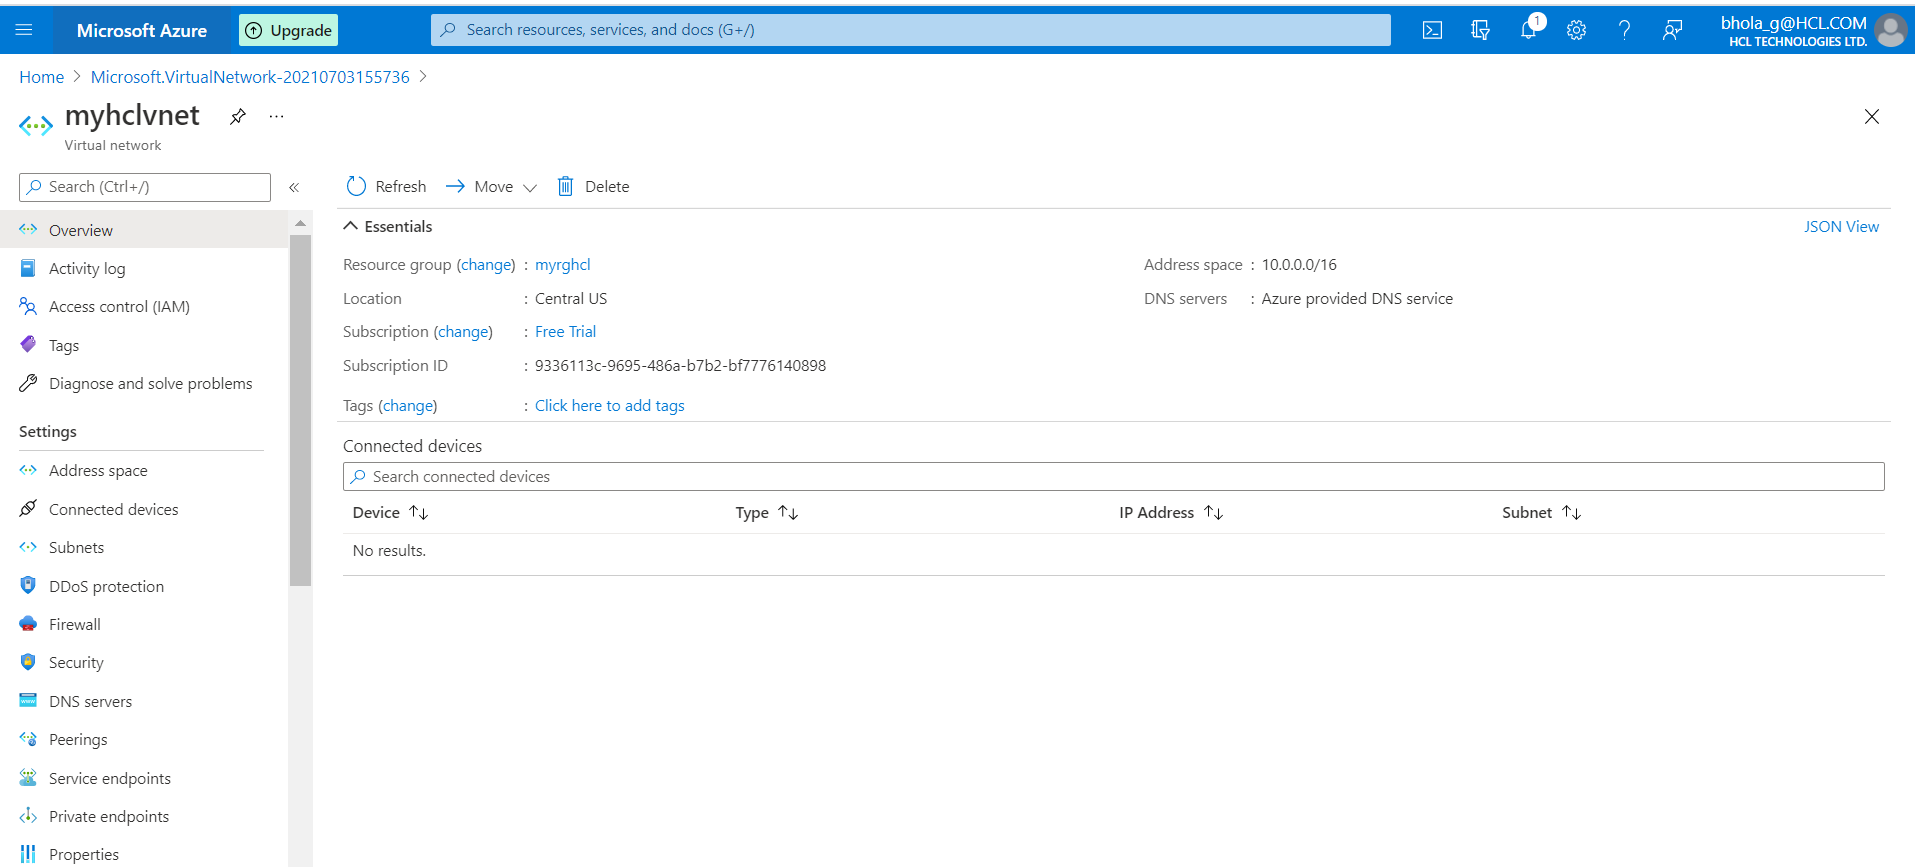 Microsoft Azure
Upgrade
Search resources, services, and docs (G+/)
1
bhola_g@HCL.COM
HCL TECHNOLOGIES LTD.
Home > Microsoft.VirtualNetwork-20210703155736 >
myhclvnet ...
Virtual network
Search (Ctrl+/) «
Refresh Move Delete
Overview
Activity log
Access control (IAM)
Tags
Diagnose and solve problems
Settings
Address space
Connected devices
Subnets
DDoS protection
Firewall
Security
DNS servers
Peerings
Service endpoints
Private endpoints
Properties
Essentials
JSON View
Resource group (change) : myrghcl
Location : Central US
Subscription (change) : Free Trial
Subscription ID : 9336113c-9695-486a-b7b2-bf7776140898
Tags (change) : Click here to add tags
Address space : 10.0.0.0/16
DNS servers : Azure provided DNS service
Connected devices
Search connected devices
Device ↑↓ Type ↑↓ IP Address ↑↓ Subnet ↑↓
No results.